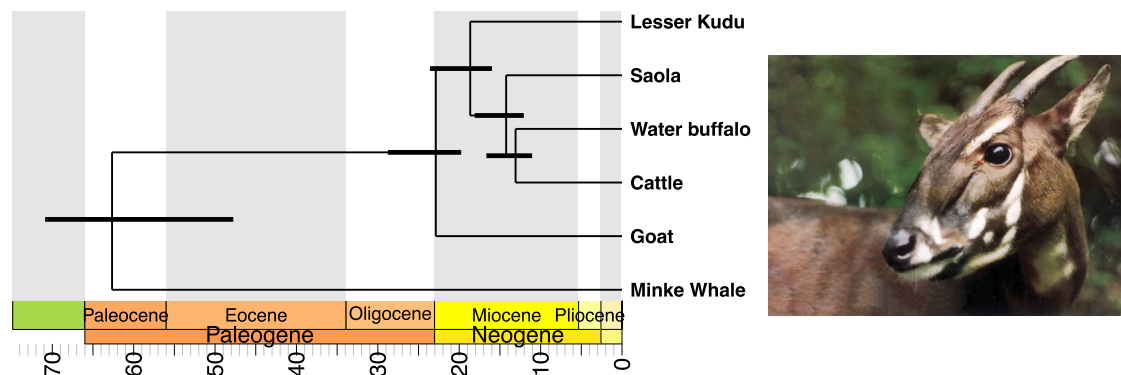 Lesser Kudu
Saola
Water buffalo
Cattle
Goat
Minke Whale
Paleocene Eocene Oligocene Miocene Pliocene
Paleogene Neogene
70 60 50 40 30 20 10 0